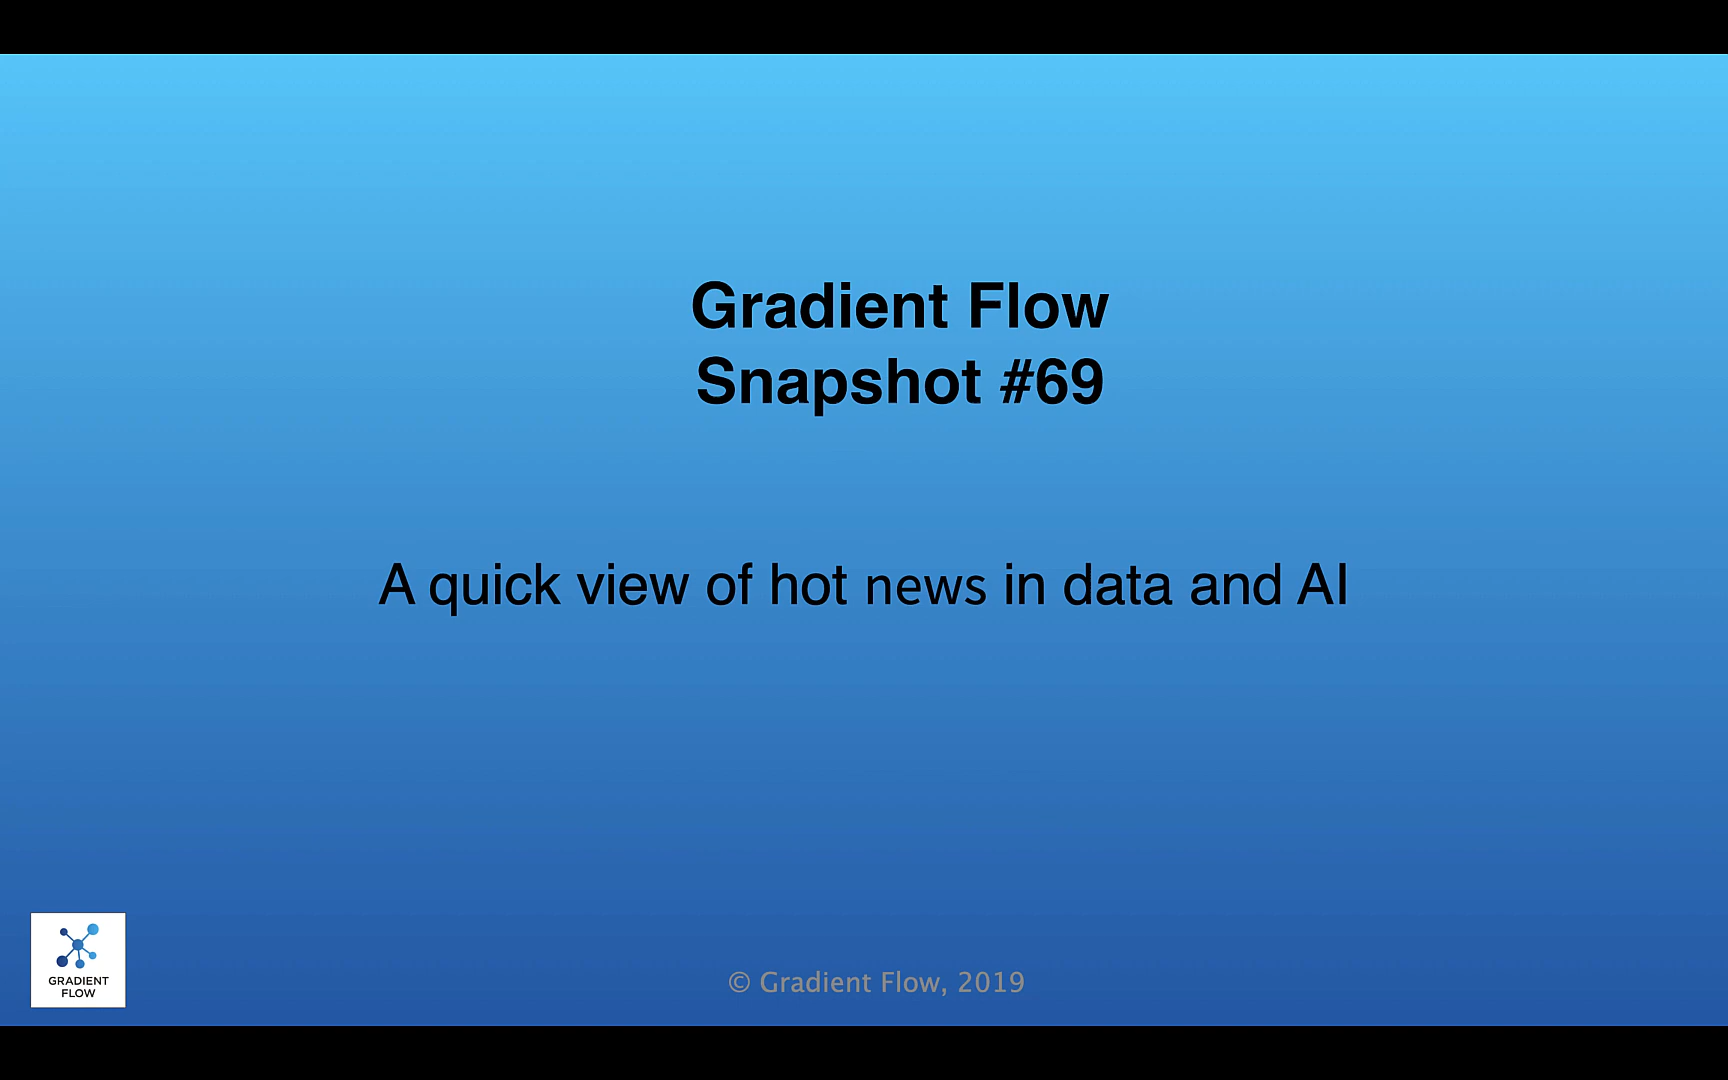 Gradient Flow
Snapshot #69
A quick view of hot news in data and AI
GRADIENT
FLOW
© Gradient Flow, 2019